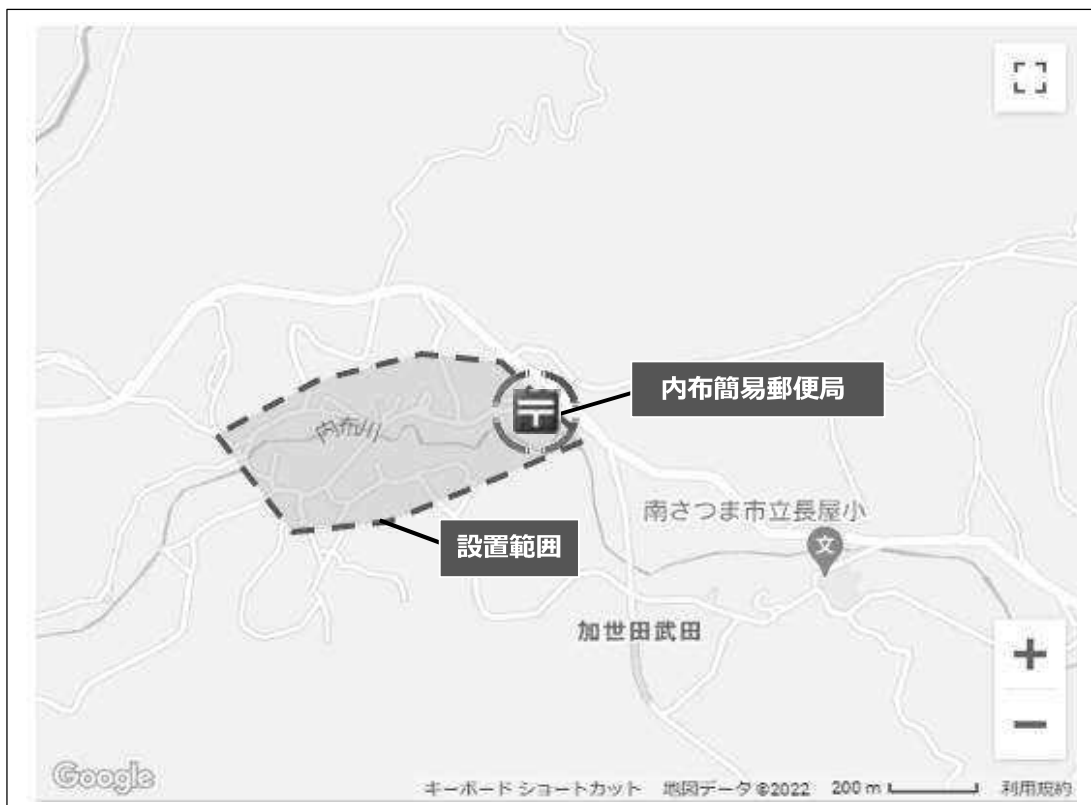 内布簡易郵便局
内布川
南さつま市立長屋小
文
設置範囲
加世田武田
Google
キーボード ショートカット 地図データ ©2022 200 m 利用規約